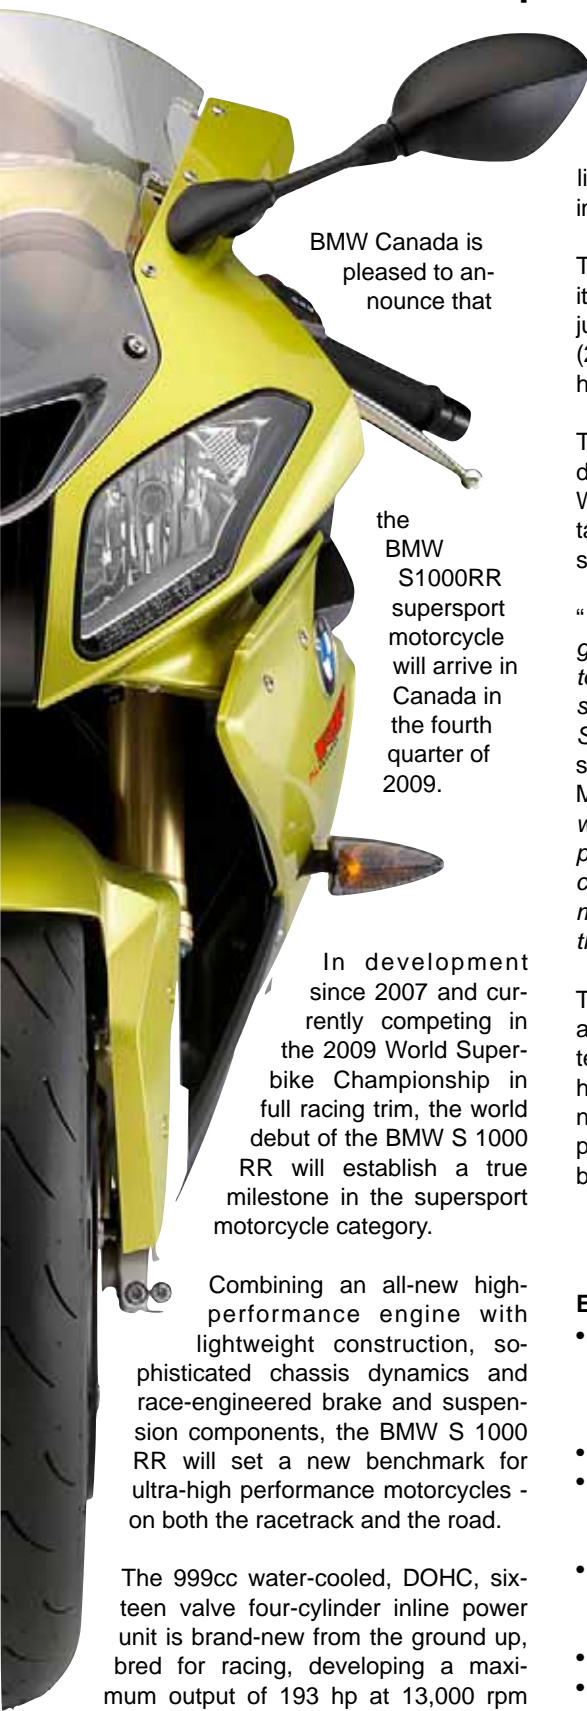 BMW Canada is
pleased to an-
nounce that
the
BMW
S1000RR
supersport
motorcycle
will arrive in
Canada in
the fourth
quarter of
2009.
In development
since 2007 and cur-
rently competing in
the 2009 World Super-
bike Championship in
full racing trim, the world
debut of the BMW S 1000
RR will establish a true
milestone in the supersport
motorcycle category.
Combining an all-new high-
performance engine with
lightweight construction, so-
phisticated chassis dynamics and
race-engineered brake and suspen-
sion components, the BMW S 1000
RR will set a new benchmark for
ultra-high performance motorcycles -
on both the racetrack and the road.
The 999cc water-cooled, DOHC, six-
teen valve four-cylinder inline power
unit is brand-new from the ground up,
bred for racing, developing a maxi-
mum output of 193 hp at 13,000 rpm